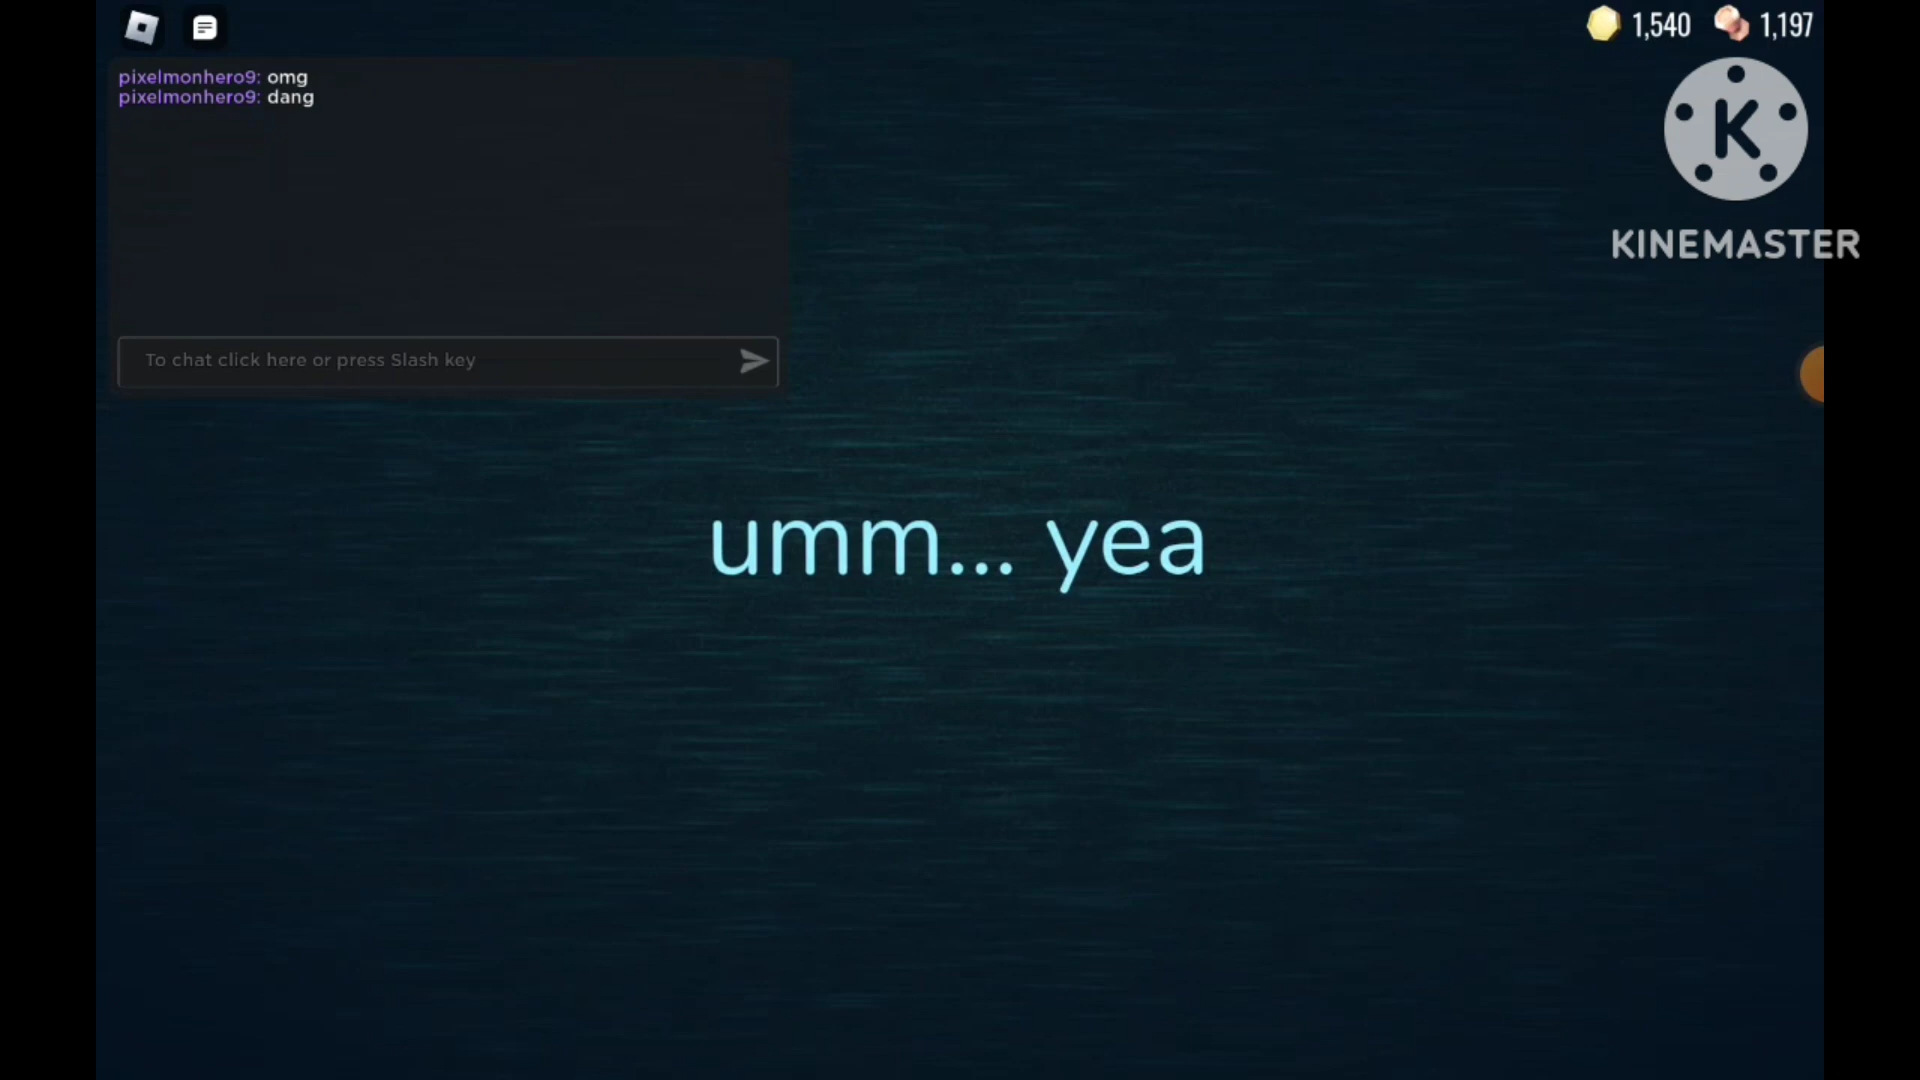 1,540 1,197
pixelmonhero9: omg
pixelmonhero9: dang
K
KINEMASTER
To chat click here or press Slash key
umm... yea